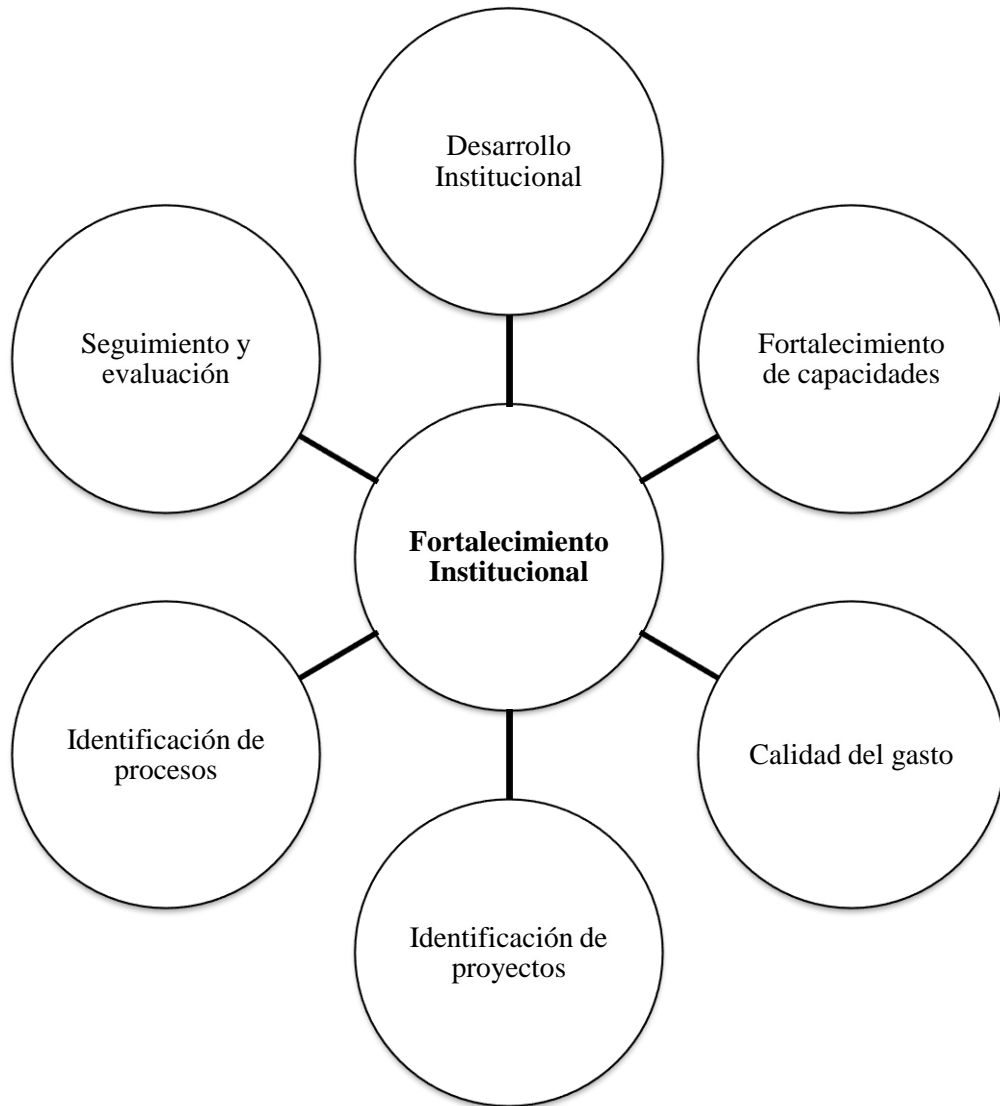 Desarrollo
Institucional
Seguimiento y
evaluación
Fortalecimiento
de capacidades
Fortalecimiento
Institucional
Identificación de
procesos
Calidad del gasto
Identificación de
proyectos